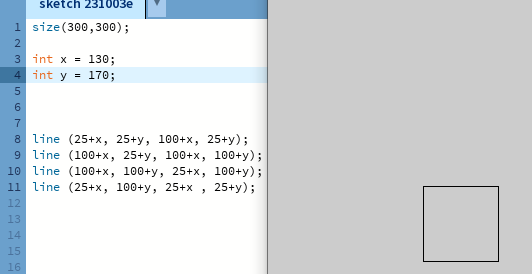 sketch 231003e
1 size(300,300);
2
3 int x = 130;
4 int y = 170;
5
6
7
8 line (25+x, 25+y, 100+x, 25+y);
9 line (100+x, 25+y, 100+x, 100+y);
10 line (100+x, 100+y, 25+x, 100+y);
11 line (25+x, 100+y, 25+x , 25+y);
12
13
14
15
16